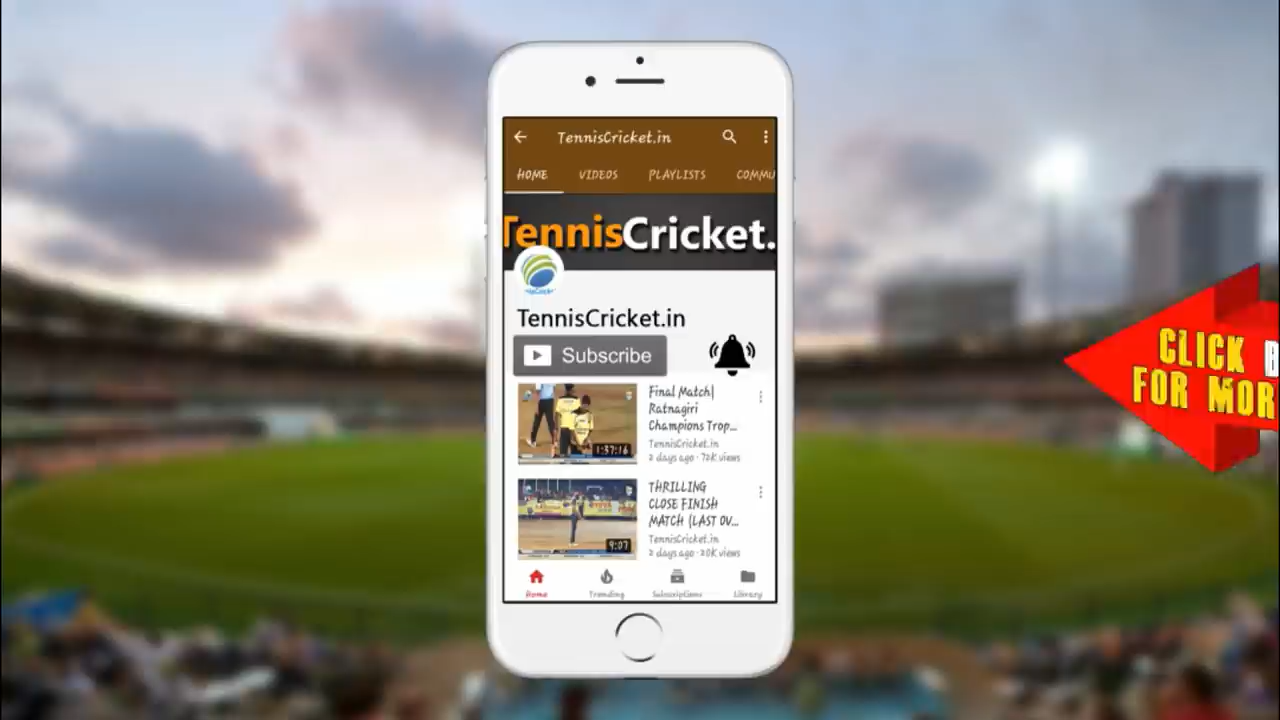 TennisCricket.in
HOME VIDEOS PLAYLISTS COMMU
TennisCricket.
TennisCricket.in
Subscribe
Final Match|
Ratnagiri
Champions Trop...
TennisCricket.in
2 days ago · 72K views
1:37:16
THRILLING
CLOSE FINISH
MATCH (LAST OV...
TennisCricket.in
2 days ago · 20K views
9:07
Home Trending Subscriptions Library
CLICK B
FOR MOR